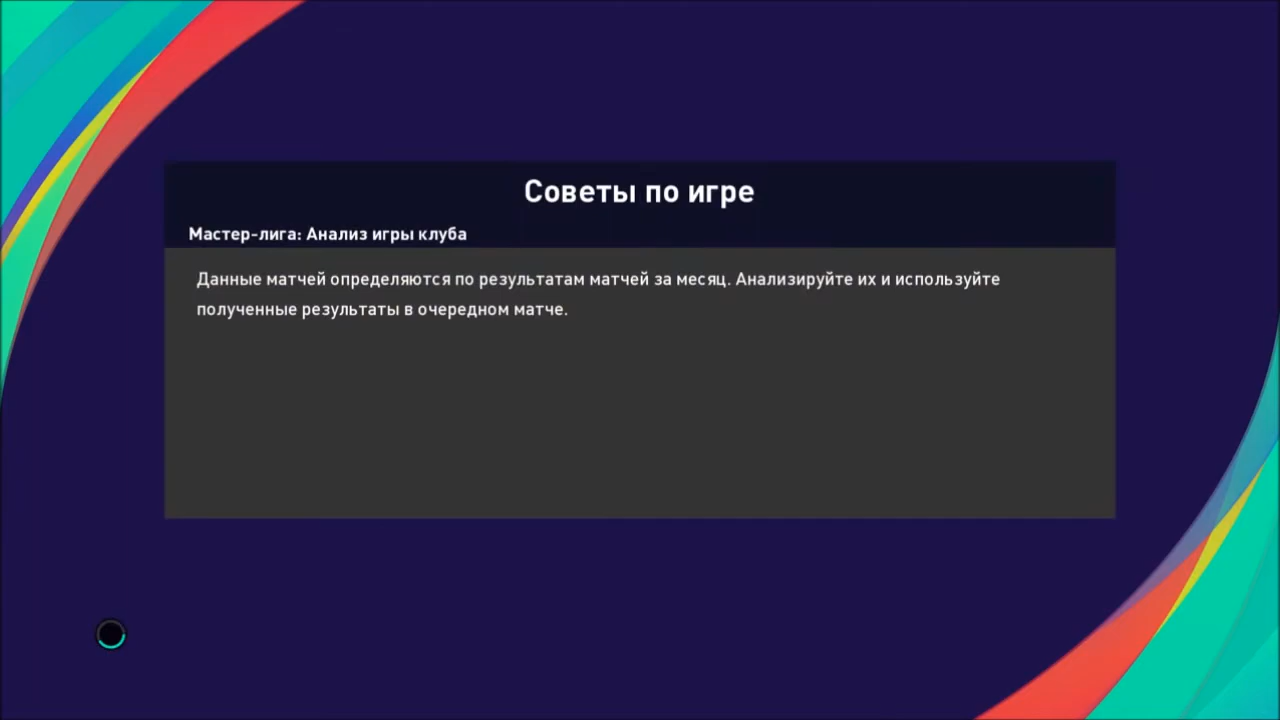 Советы по игре
Мастер-лига: Анализ игры клуба
Данные матчей определяются по результатам матчей за месяц. Анализируйте их и используйте
полученные результаты в очередном матче.